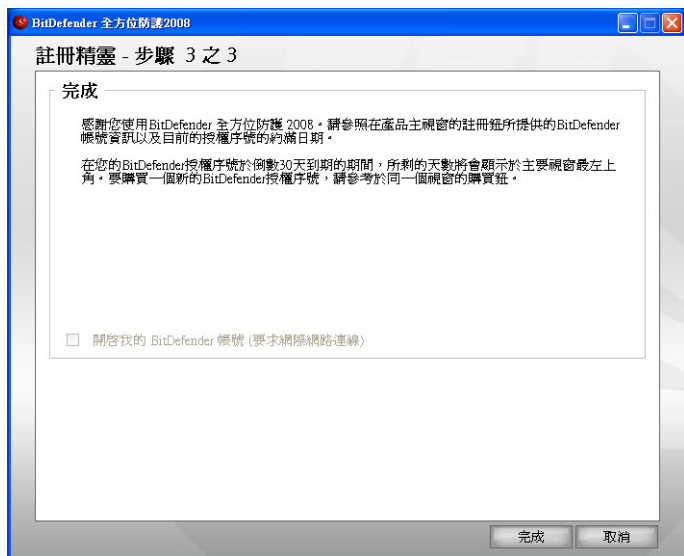 BitDefender 全方位防護2008
註冊精靈 - 步驟 3 之 3
完成
感謝您使用BitDefender 全方位防護 2008。請參照在產品主視窗的註冊鈕所提供的BitDefender
帳號資訊以及目前的授權序號的約滿日期。
在您的BitDefender授權序號於倒數30天到期的期間，所剩的天數將會顯示於主要視窗最左上
角。要購買一個新的BitDefender授權序號，請參考於同一個視窗的購買鈕。
開啓我的 BitDefender 帳號 (要求網際網路連線)
完成
取消